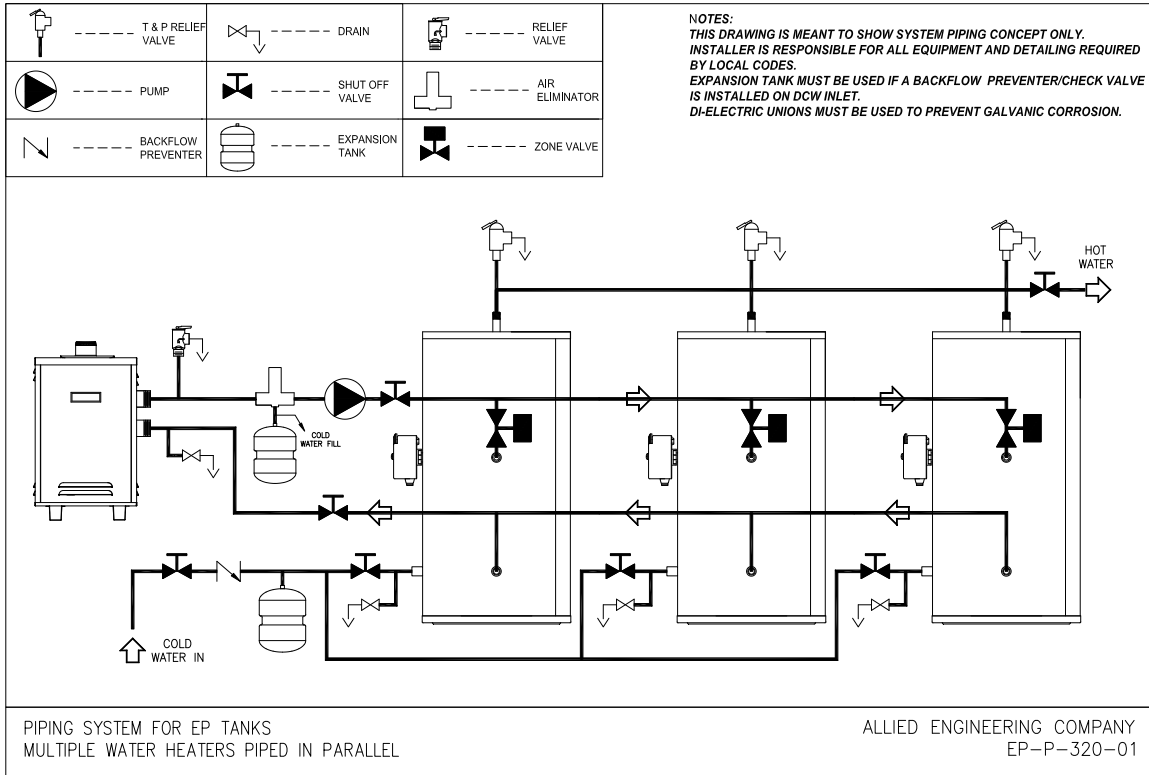 T & P RELIEF
VALVE
DRAIN
RELIEF
VALVE
PUMP
SHUT OFF
VALVE
AIR
ELIMINATOR
BACKFLOW
PREVENTER
EXPANSION
TANK
ZONE VALVE
NOTES:
THIS DRAWING IS MEANT TO SHOW SYSTEM PIPING CONCEPT ONLY.
INSTALLER IS RESPONSIBLE FOR ALL EQUIPMENT AND DETAILING REQUIRED
BY LOCAL CODES.
EXPANSION TANK MUST BE USED IF A BACKFLOW PREVENTER/CHECK VALVE
IS INSTALLED ON DCW INLET.
DI-ELECTRIC UNIONS MUST BE USED TO PREVENT GALVANIC CORROSION.
HOT
WATER
COLD
WATER FILL
COLD
WATER IN
PIPING SYSTEM FOR EP TANKS
MULTIPLE WATER HEATERS PIPED IN PARALLEL
ALLIED ENGINEERING COMPANY
EP-P-320-01